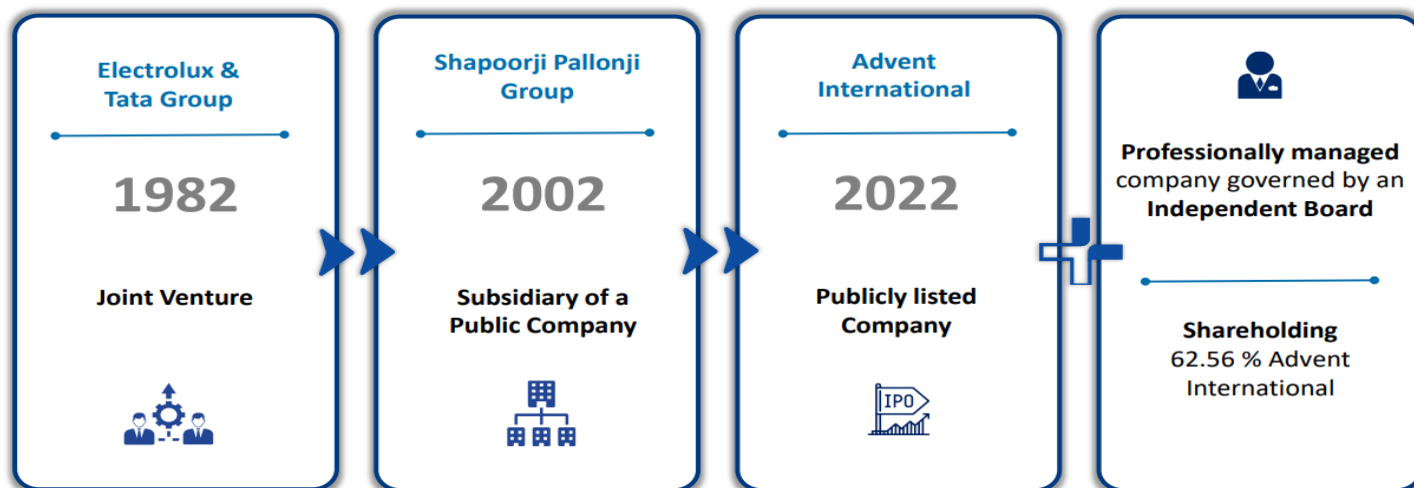 Electrolux &
Tata Group
1982
Joint Venture
Shapoorji Pallonji
Group
2002
Subsidiary of a
Public Company
Advent
International
2022
Publicly listed
Company
IPO
Professionally managed
company governed by an
Independent Board
Shareholding
62.56 % Advent
International